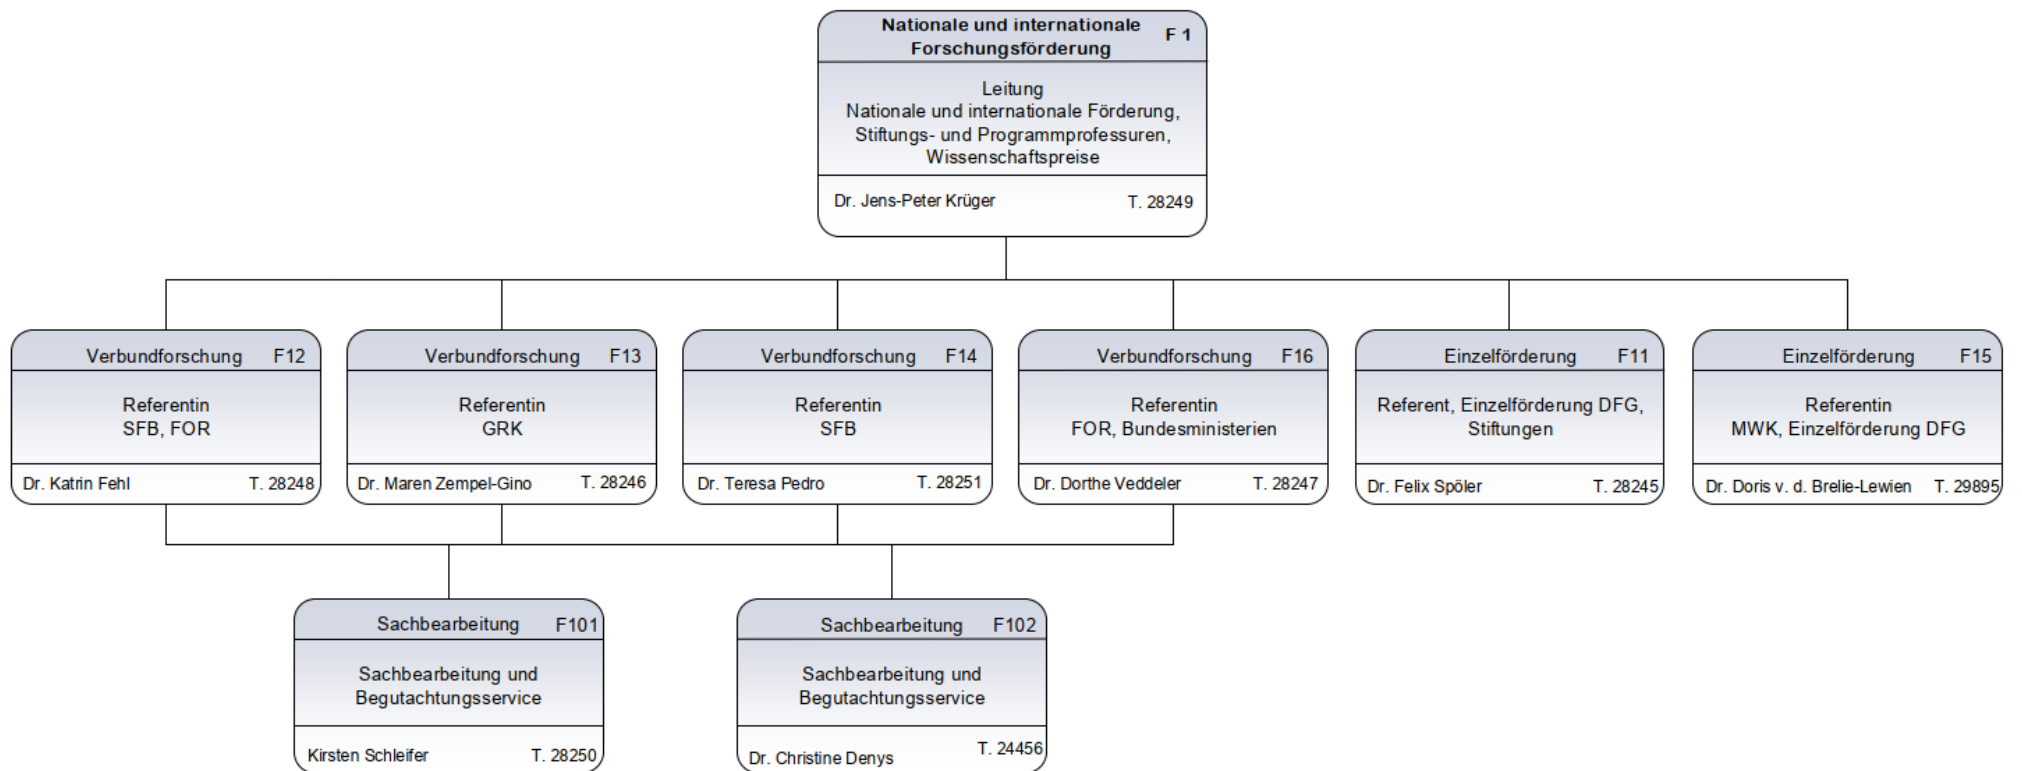 Nationale und internationale F 1
Forschungsförderung
Leitung
Nationale und internationale Förderung,
Stiftungs- und Programmprofessuren,
Wissenschaftspreise
Dr. Jens-Peter Krüger T. 28249
Verbundforschung F12
Referentin
SFB, FOR
Dr. Katrin Fehl T. 28248
Verbundforschung F13
Referentin
GRK
Dr. Maren Zempel-Gino T. 28246
Verbundforschung F14
Referentin
SFB
Dr. Teresa Pedro T. 28251
Verbundforschung F16
Referentin
FOR, Bundesministerien
Dr. Dorthe Veddeler T. 28247
Einzelförderung F11
Referent, Einzelförderung DFG,
Stiftungen
Dr. Felix Spöler T. 28245
Einzelförderung F15
Referentin
MWK, Einzelförderung DFG
Dr. Doris v. d. Brelie-Lewien T. 29895
Sachbearbeitung F101
Sachbearbeitung und
Begutachtungsservice
Kirsten Schleifer T. 28250
Sachbearbeitung F102
Sachbearbeitung und
Begutachtungsservice
Dr. Christine Denys T. 24456